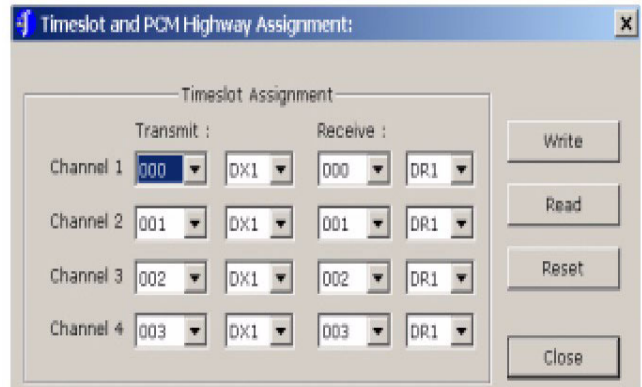 Timeslot and PCM Highway Assignment:
Timeslot Assignment
Transmit : Receive :
Channel 1 000 DX1 000 DR1
Channel 2 001 DX1 001 DR1
Channel 3 002 DX1 002 DR1
Channel 4 003 DX1 003 DR1
Write
Read
Reset
Close